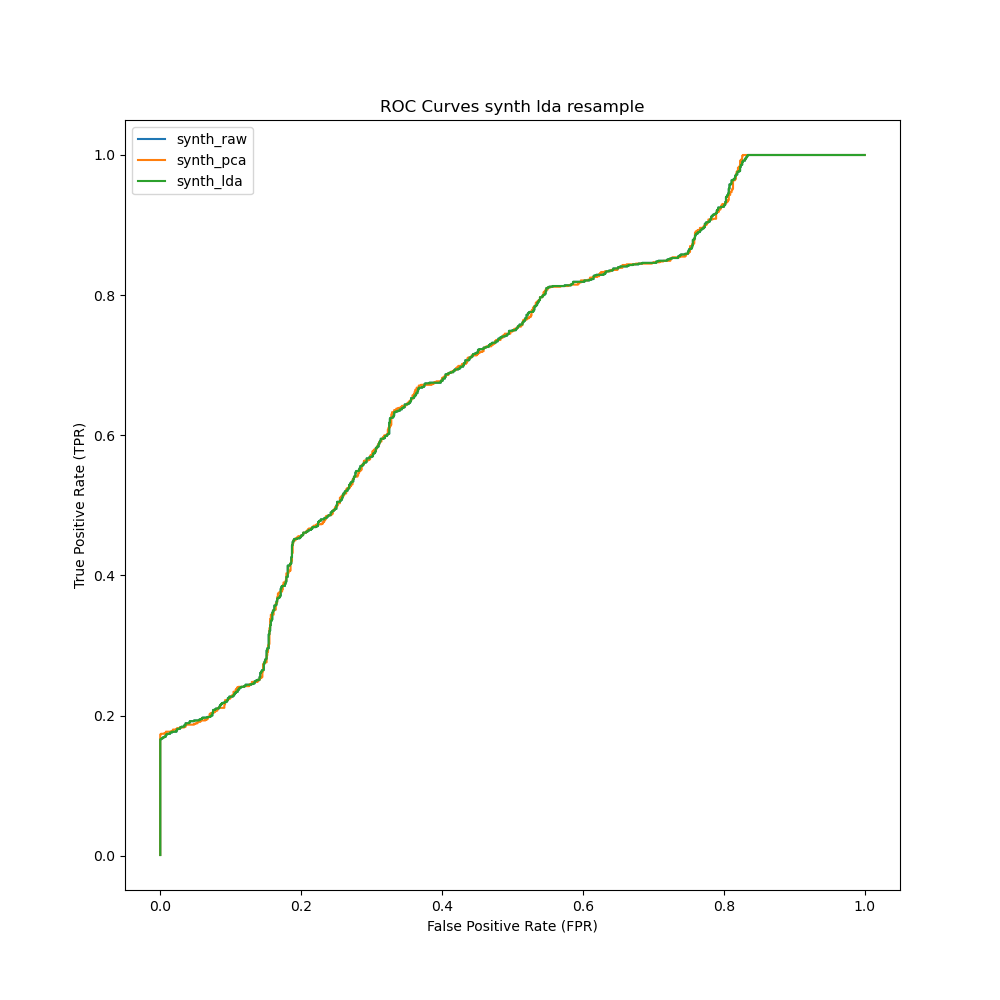 ROC Curves synth lda resample
synth_raw
synth_pca
synth_lda
1.0
0.8
0.6
0.4
0.2
0.0
True Positive Rate (TPR)
0.0 0.2 0.4 0.6 0.8 1.0
False Positive Rate (FPR)